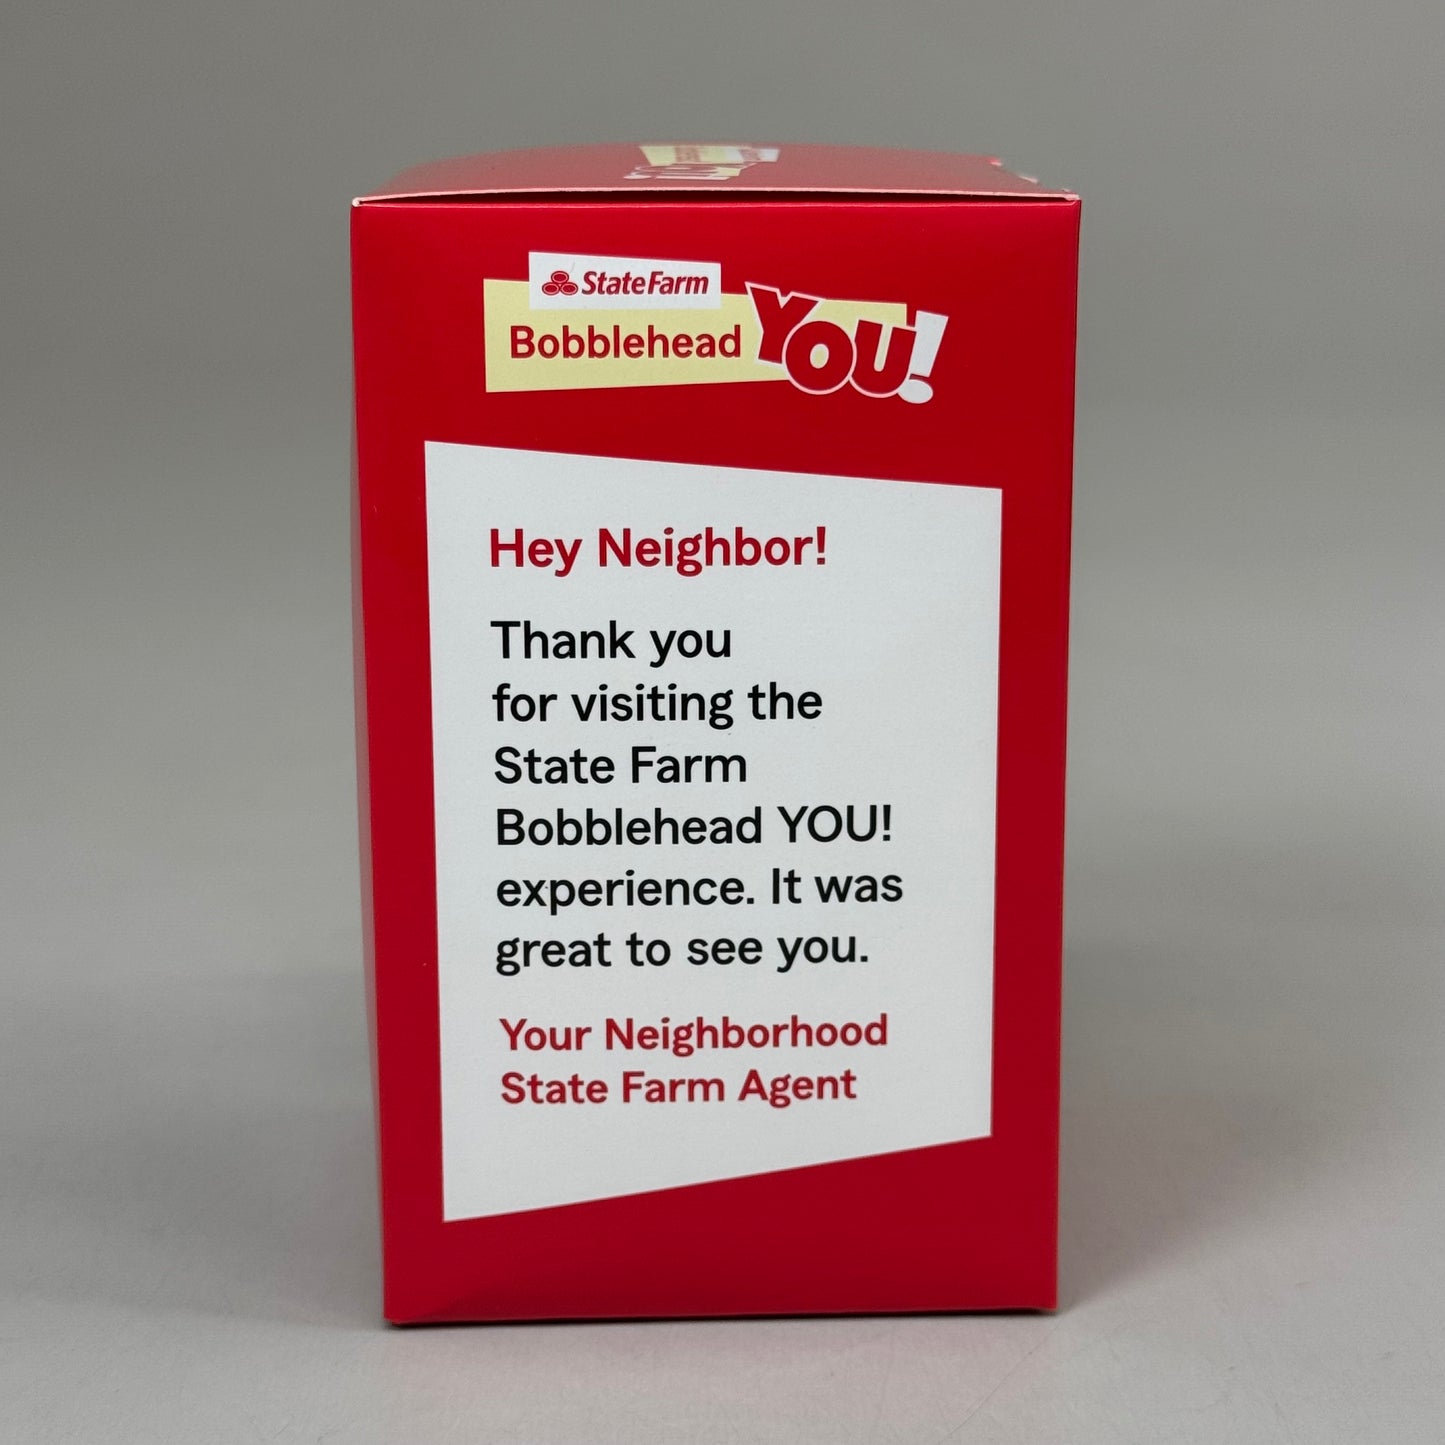 StateFarm
Bobblehead YOU!
Hey Neighbor!
Thank you
for visiting the
State Farm
Bobblehead YOU!
experience. It was
great to see you.
Your Neighborhood
State Farm Agent